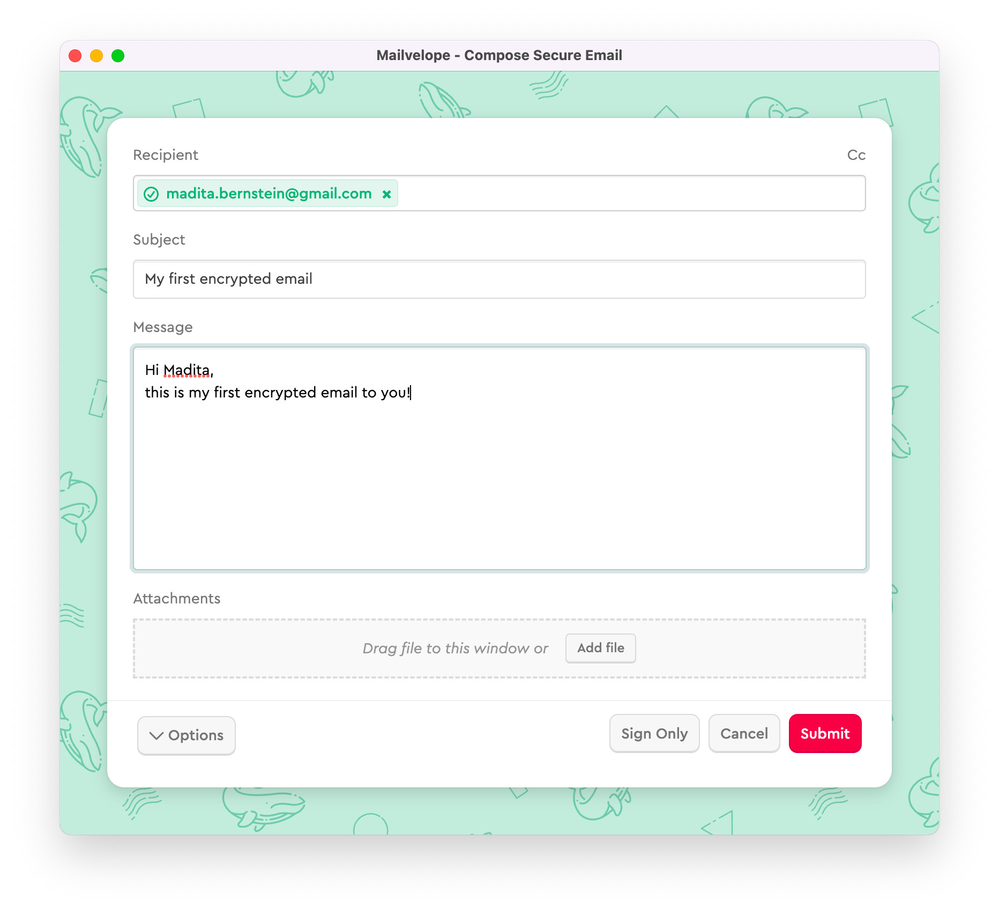 Mailvelope - Compose Secure Email
Recipient
Cc
madita.bernstein@gmail.com
Subject
My first encrypted email
Message
Hi Madita,
this is my first encrypted email to you!
Attachments
Drag file to this window or
Add file
Options
Sign Only
Cancel
Submit